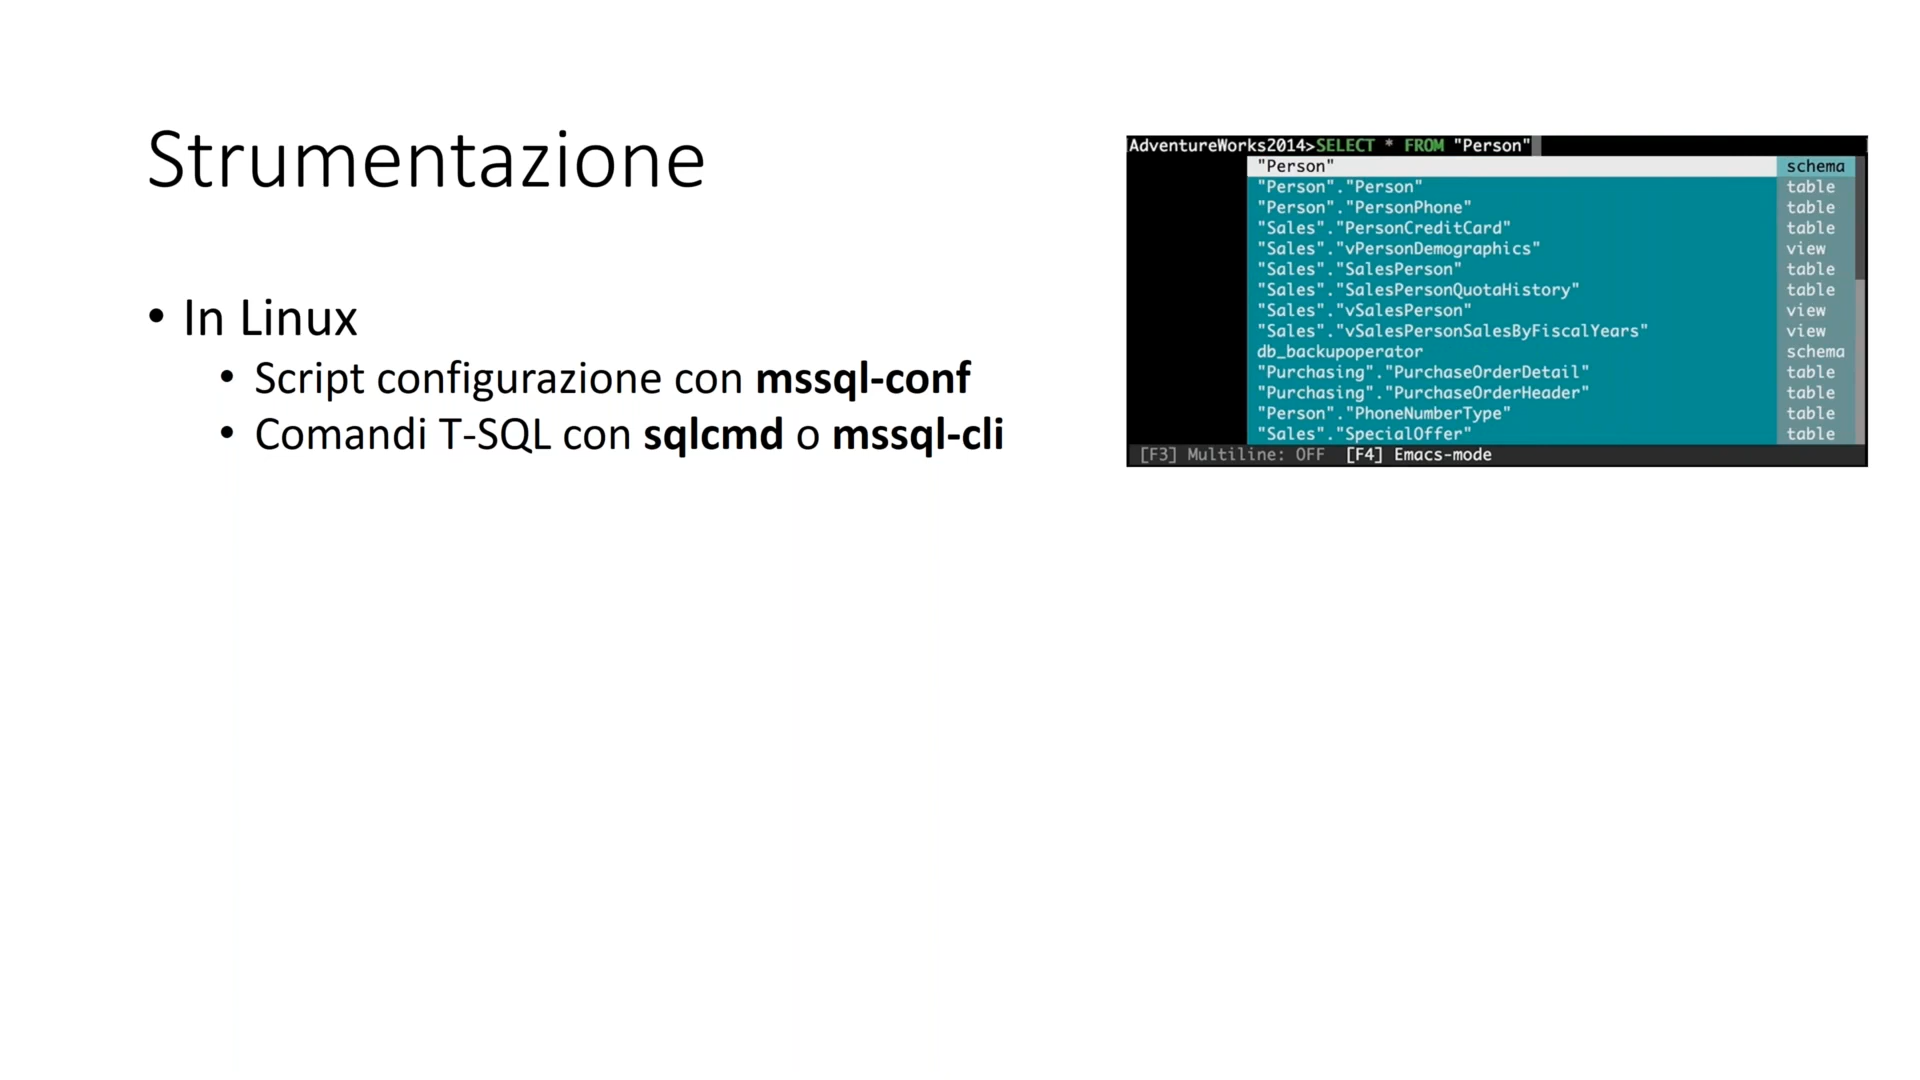 Strumentazione
• In Linux
• Script configurazione con mssql-conf
• Comandi T-SQL con sqlcmd o mssql-cli
AdventureWorks2014>SELECT * FROM "Person"
"Person" schema
"Person"."Person" table
"Person"."PersonPhone" table
"Sales"."PersonCreditCard" table
"Sales"."vPersonDemographics" view
"Sales"."SalesPerson" table
"Sales"."SalesPersonQuotaHistory" table
"Sales"."vSalesPerson" view
"Sales"."vSalesPersonSalesByFiscalYears" view
db_backupoperator schema
"Purchasing"."PurchaseOrderDetail" table
"Purchasing"."PurchaseOrderHeader" table
"Person"."PhoneNumberType" table
"Sales"."SpecialOffer" table
[F3] Multiline: OFF [F4] Emacs-mode